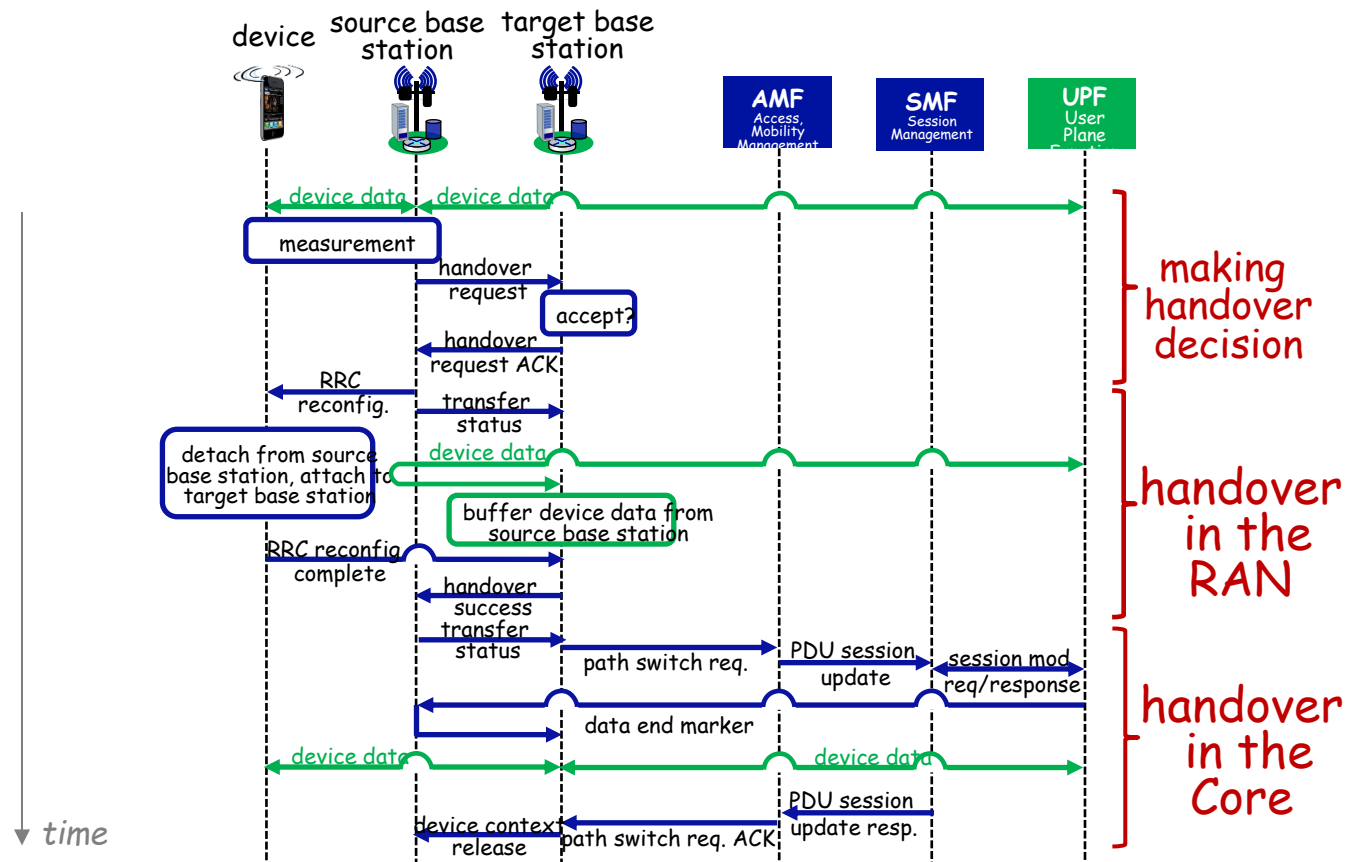 device
source base
station
target base
station
AMF
Access,
Mobility
Management
SMF
Session
Management
UPF
User
Plane
device data
device data
measurement
handover
request
accept?
handover
request ACK
making
handover
decision
RRC
reconfig.
transfer
status
detach from source
base station, attach to
target base station
device data
buffer device data from
source base station
RRC reconfig
complete
handover
success
handover
in the
RAN
transfer
status
path switch req.
PDU session
update
session mod
req/response
data end marker
device data
device data
PDU session
update resp.
path switch req. ACK
device context
release
handover
in the
Core
time